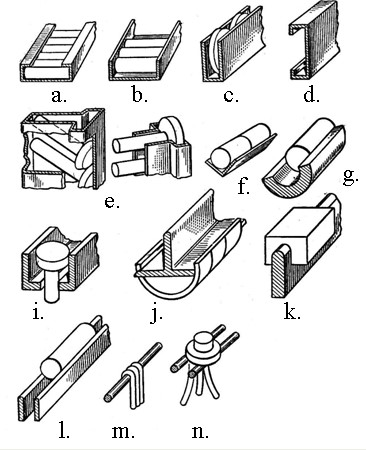 a. b. c. d.
e. f. g.
i. j. k.
l. m. n.